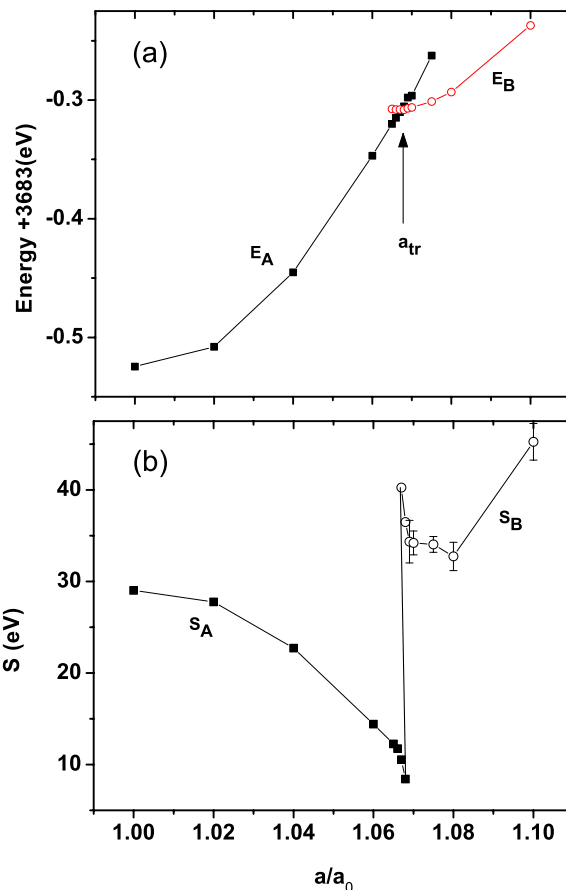 (a)
-0.3
-0.4
-0.5
Energy +3683(eV)
E_A
E_B
a_tr
(b)
40
30
20
10
S (eV)
S_A
S_B
1.00 1.02 1.04 1.06 1.08 1.10
a/a_0